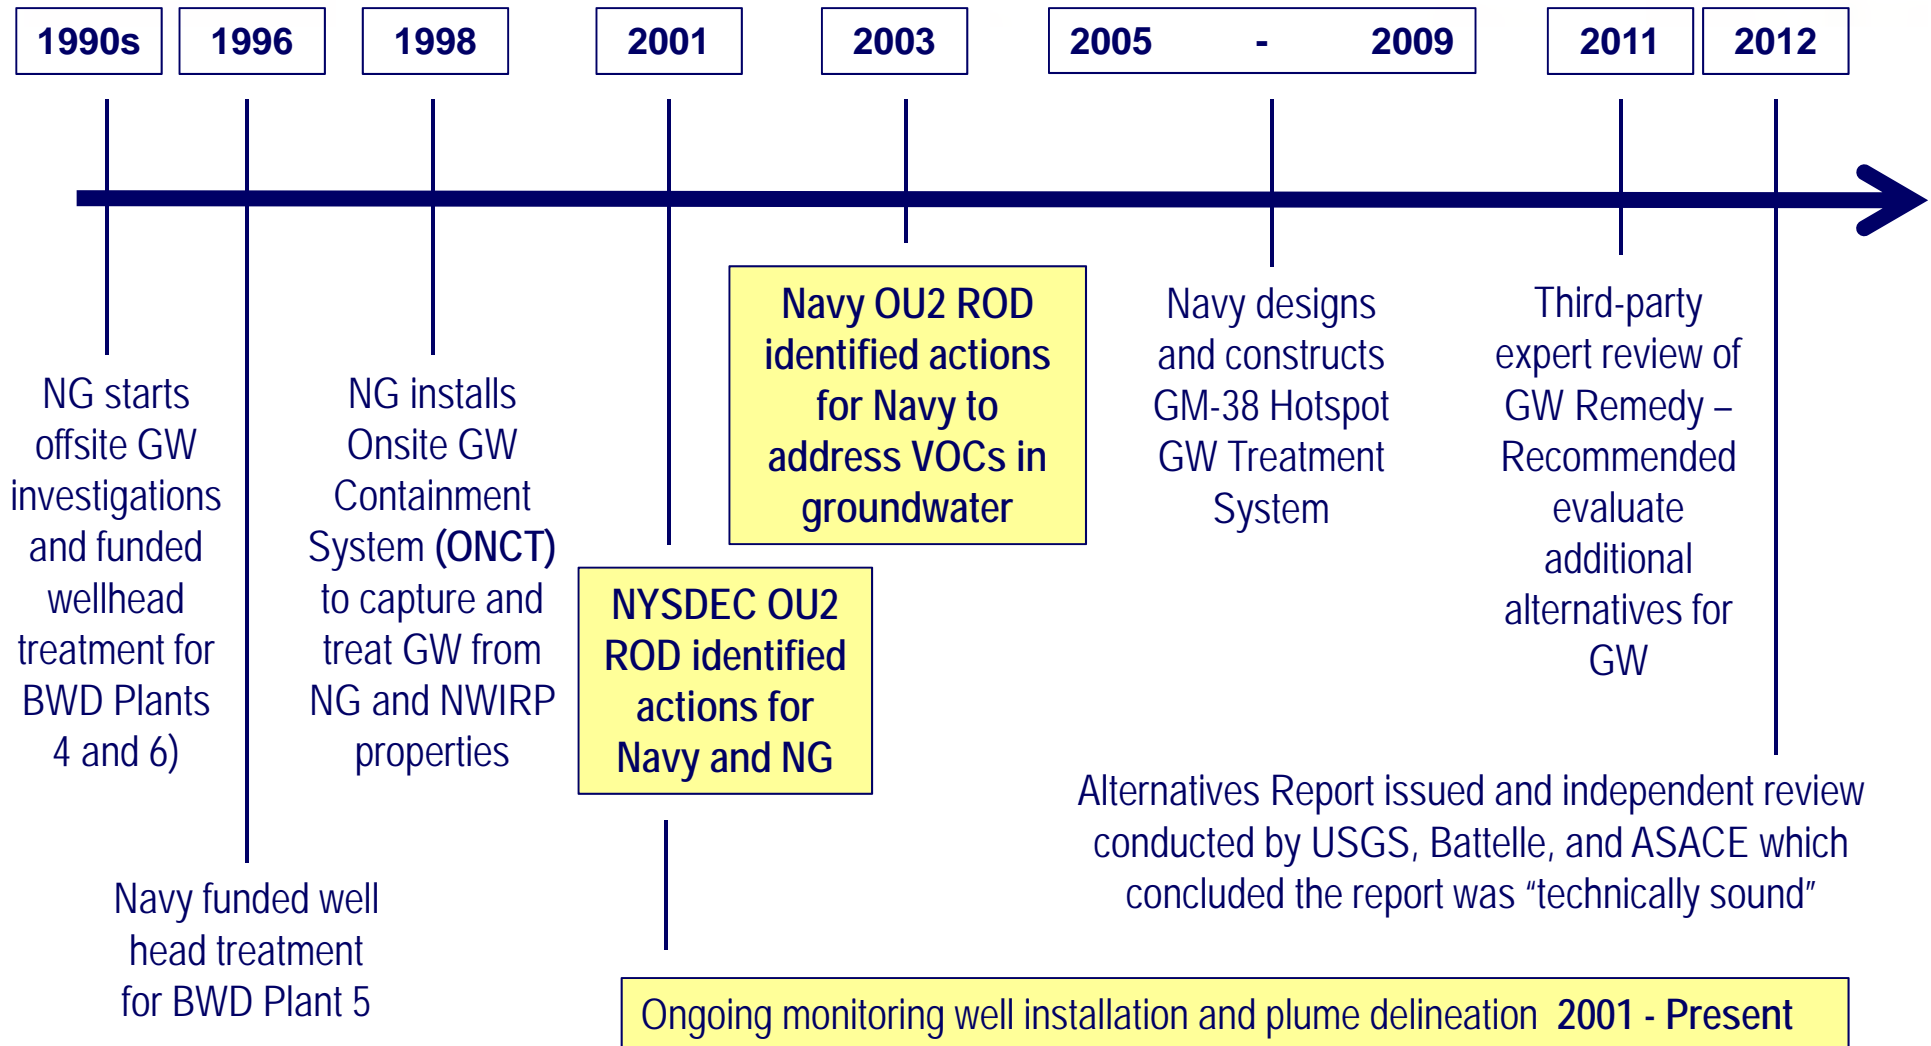 1990s
1996
1998
2001
2003
2005 - 2009
2011
2012
NG starts
offsite GW
investigations
and funded
wellhead
treatment for
BWD Plants
4 and 6)
Navy funded well
head treatment
for BWD Plant 5
NG installs
Onsite GW
Containment
System (ONCT)
to capture and
treat GW from
NG and NWIRP
properties
NYSDEC OU2
ROD identified
actions for
Navy and NG
Navy OU2 ROD
identified actions
for Navy to
address VOCs in
groundwater
Navy designs
and constructs
GM-38 Hotspot
GW Treatment
System
Third-party
expert review of
GW Remedy –
Recommended
evaluate
additional
alternatives for
GW
Alternatives Report issued and independent review
conducted by USGS, Battelle, and ASACE which
concluded the report was “technically sound”
Ongoing monitoring well installation and plume delineation 2001 - Present